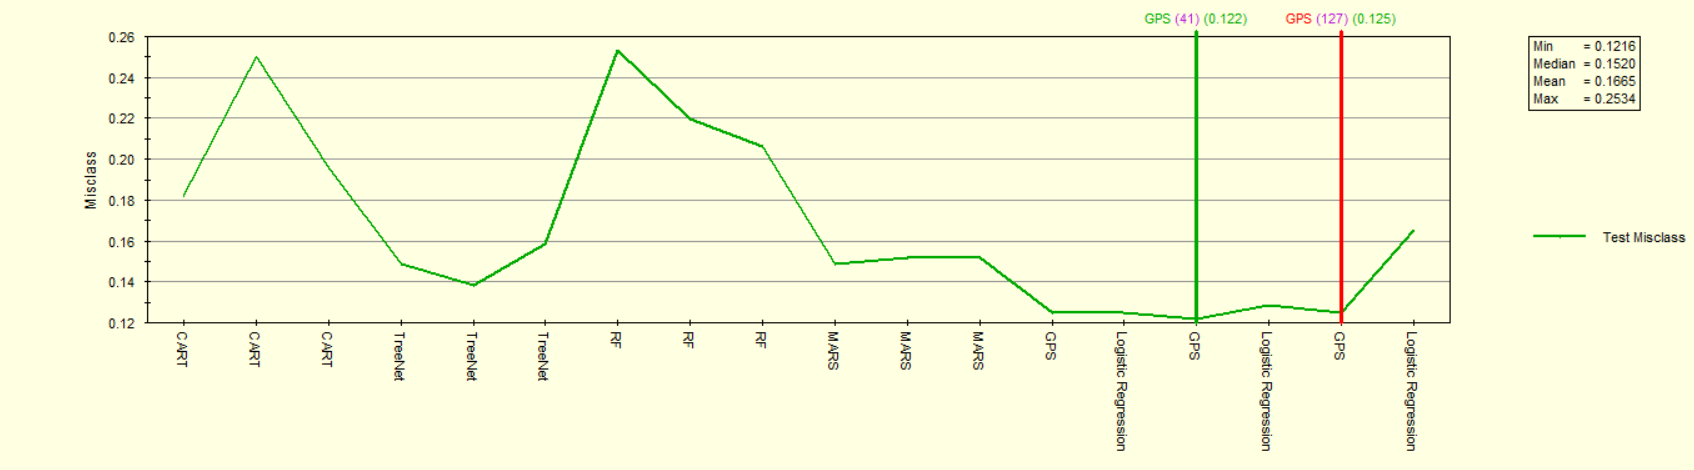 GPS (41) (0.122)
GPS (127) (0.125)
0.26
0.24
0.22
0.20
0.18
0.16
0.14
0.12
Misclass
CART
CART
CART
TreeNet
TreeNet
TreeNet
RF
RF
RF
MARS
MARS
MARS
GPS
Logistic Regression
GPS
Logistic Regression
GPS
Logistic Regression
Min = 0.1216
Median = 0.1520
Mean = 0.1665
Max = 0.2534
Test Misclass